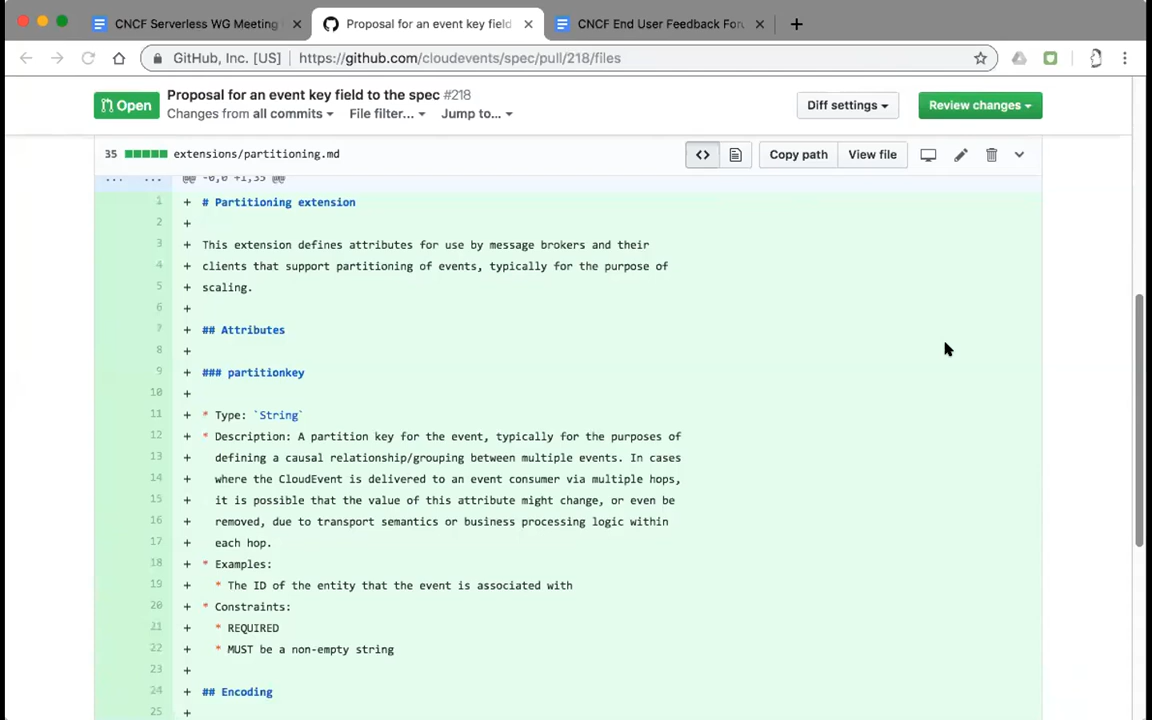 CNCF Serverless WG Meeting
Proposal for an event key field
CNCF End User Feedback For
GitHub, Inc. [US] https://github.com/cloudevents/spec/pull/218/files
Open
Proposal for an event key field to the spec #218
Changes from all commits File filter... Jump to...
Diff settings
Review changes
35 extensions/partitioning.md
Copy path
View file
... ... @@ -0,0 +1,35 @@
1 + # Partitioning extension
2 +
3 + This extension defines attributes for use by message brokers and their
4 + clients that support partitioning of events, typically for the purpose of
5 + scaling.
6 +
7 + ## Attributes
8 +
9 + ### partitionkey
10 +
11 + * Type: `String`
12 + * Description: A partition key for the event, typically for the purposes of
13 + defining a causal relationship/grouping between multiple events. In cases
14 + where the CloudEvent is delivered to an event consumer via multiple hops,
15 + it is possible that the value of this attribute might change, or even be
16 + removed, due to transport semantics or business processing logic within
17 + each hop.
18 + * Examples:
19 + * The ID of the entity that the event is associated with
20 + * Constraints:
21 + * REQUIRED
22 + * MUST be a non-empty string
23 +
24 + ## Encoding
25 +